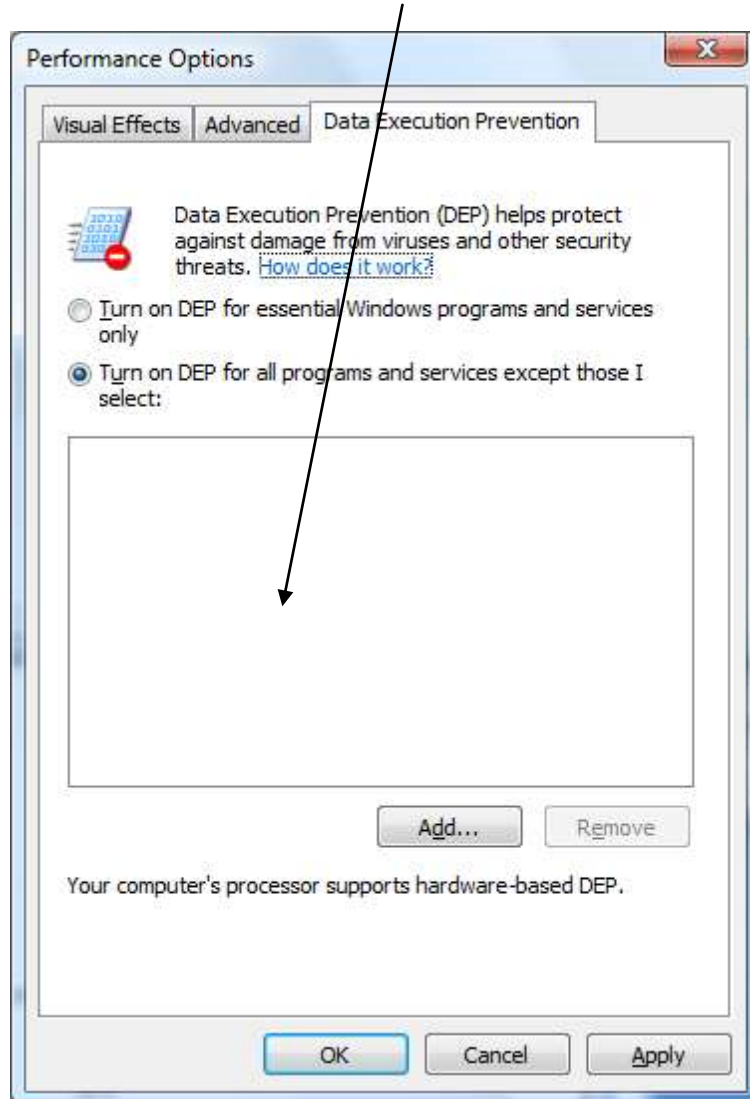 Performance Options
Visual Effects Advanced Data Execution Prevention
Data Execution Prevention (DEP) helps protect
against damage from viruses and other security
threats. How does it work?
Turn on DEP for essential Windows programs and services
only
Turn on DEP for all programs and services except those I
select:
Add... Remove
Your computer's processor supports hardware-based DEP.
OK Cancel Apply